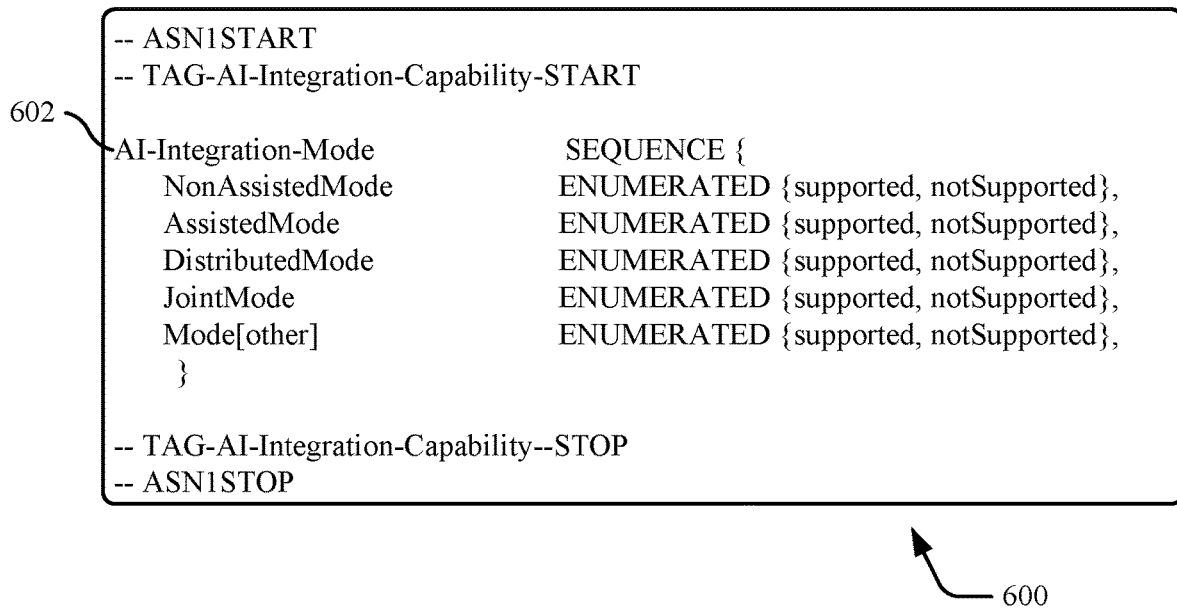 -- ASN1START
-- TAG-AI-Integration-Capability-START
602
AI-Integration-Mode SEQUENCE {
NonAssistedMode ENUMERATED {supported, notSupported},
AssistedMode ENUMERATED {supported, notSupported},
DistributedMode ENUMERATED {supported, notSupported},
JointMode ENUMERATED {supported, notSupported},
Mode[other] ENUMERATED {supported, notSupported},
}
-- TAG-AI-Integration-Capability--STOP
-- ASN1STOP
600